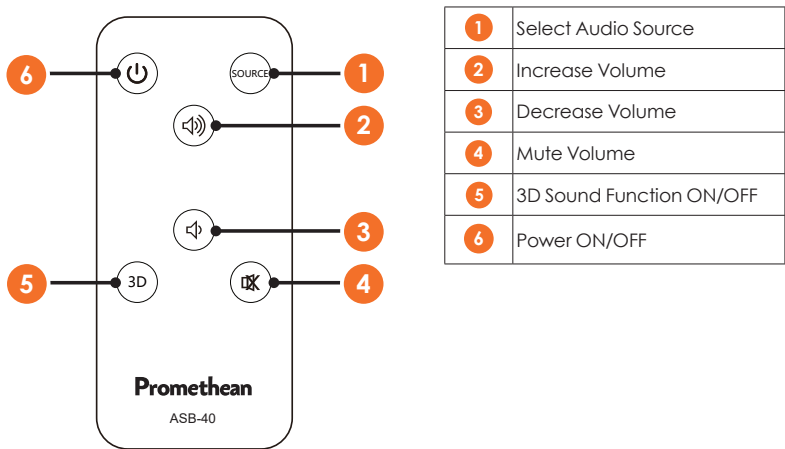 6
SOURCE
1
2
3
5
3D
4
Promethean
ASB-40
1 Select Audio Source
2 Increase Volume
3 Decrease Volume
4 Mute Volume
5 3D Sound Function ON/OFF
6 Power ON/OFF